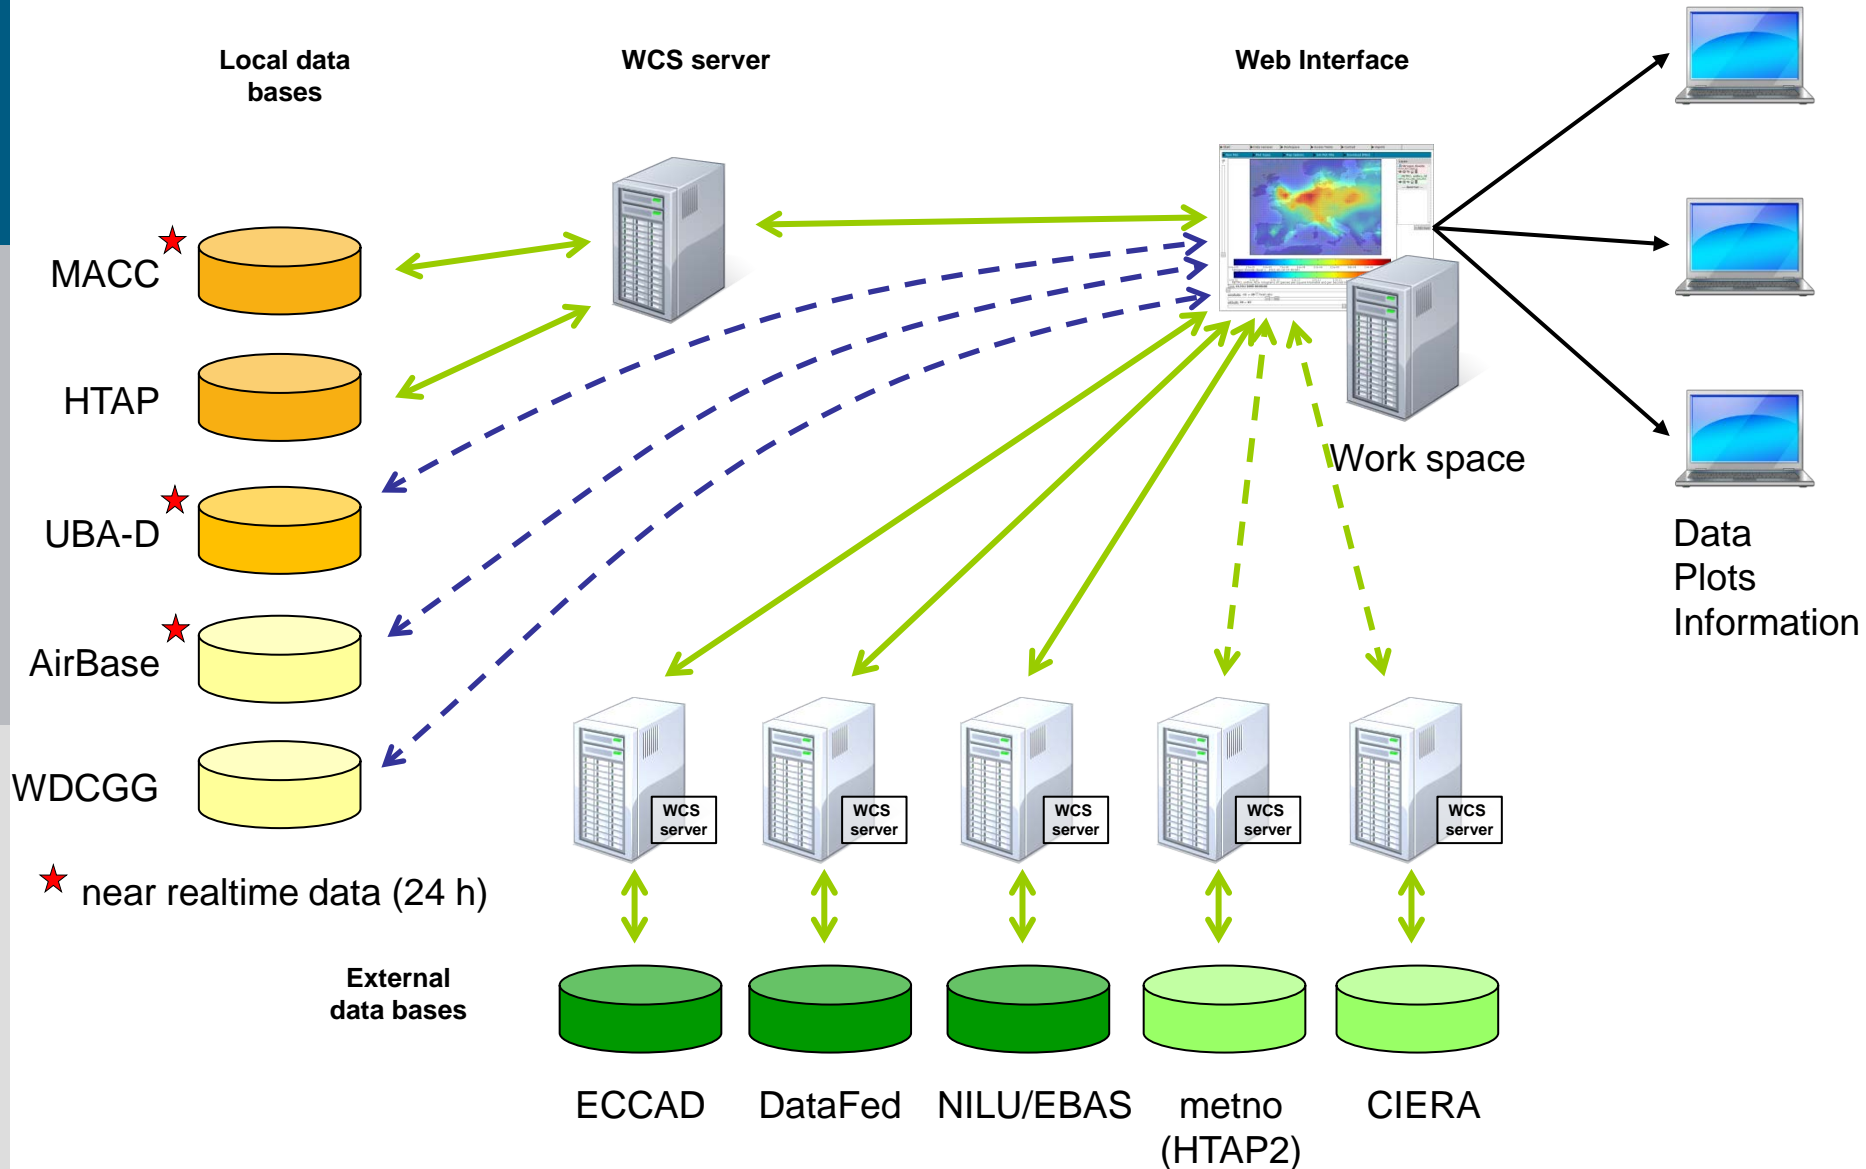 Local data
bases
WCS server
Web Interface
MACC
HTAP
UBA-D
AirBase
WDCGG
near realtime data (24 h)
Work space
Data
Plots
Information
WCS
server
WCS
server
WCS
server
WCS
server
WCS
server
External
data bases
ECCAD
DataFed
NILU/EBAS
metno
(HTAP2)
CIERA